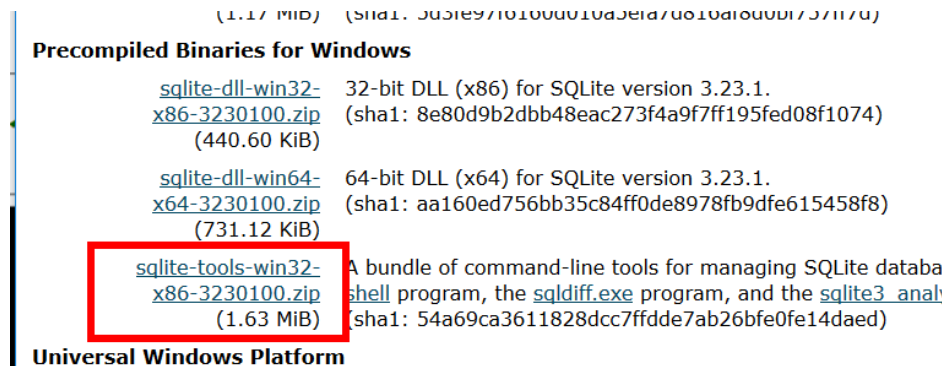 Precompiled Binaries for Windows
sqlite-dll-win32- 32-bit DLL (x86) for SQLite version 3.23.1.
x86-3230100.zip (sha1: 8e80d9b2dbb48eac273f4a9f7ff195fed08f1074)
(440.60 KiB)
sqlite-dll-win64- 64-bit DLL (x64) for SQLite version 3.23.1.
x64-3230100.zip (sha1: aa160ed756bb35c84ff0de8978fb9dfe615458f8)
(731.12 KiB)
sqlite-tools-win32- A bundle of command-line tools for managing SQLite databa
x86-3230100.zip shell program, the sqldiff.exe program, and the sqlite3_analy
(1.63 MiB) (sha1: 54a69ca3611828dcc7ffdde7ab26bfe0fe14daed)
Universal Windows Platform